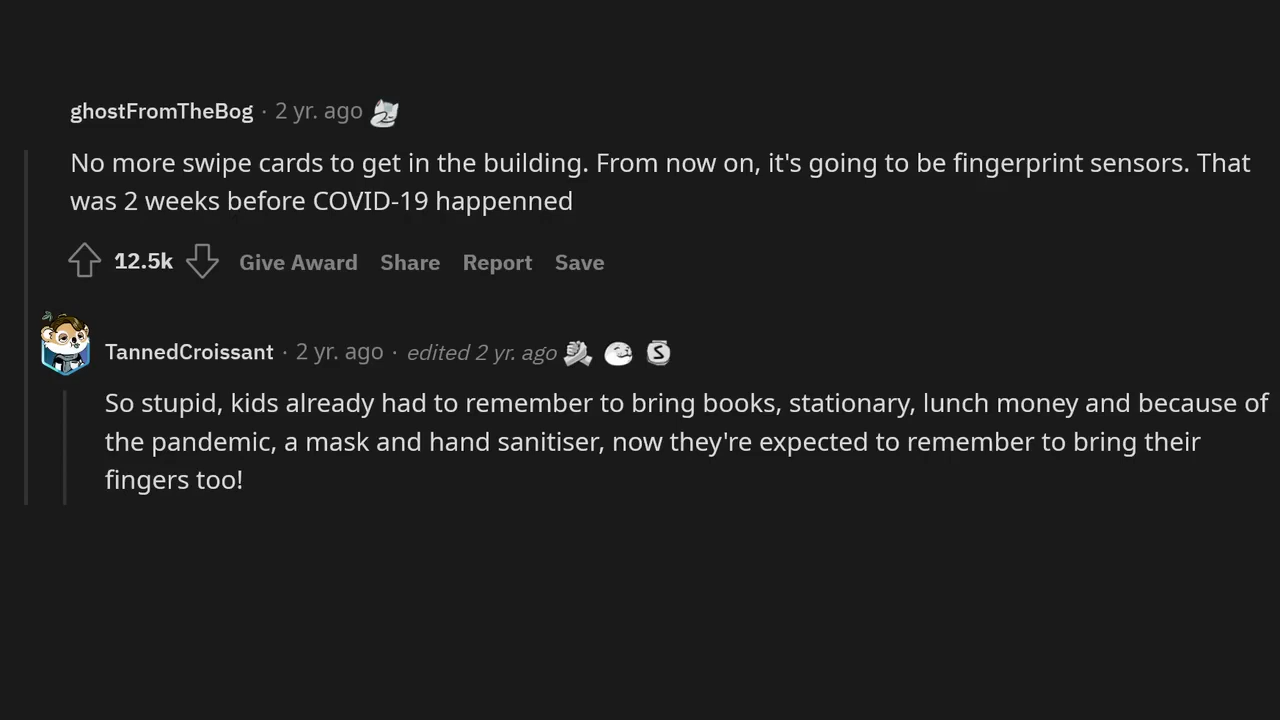 ghostFromTheBog · 2 yr. ago
No more swipe cards to get in the building. From now on, it's going to be fingerprint sensors. That
was 2 weeks before COVID-19 happenned
12.5k Give Award Share Report Save
TannedCroissant · 2 yr. ago · edited 2 yr. ago
So stupid, kids already had to remember to bring books, stationary, lunch money and because of
the pandemic, a mask and hand sanitiser, now they're expected to remember to bring their
fingers too!